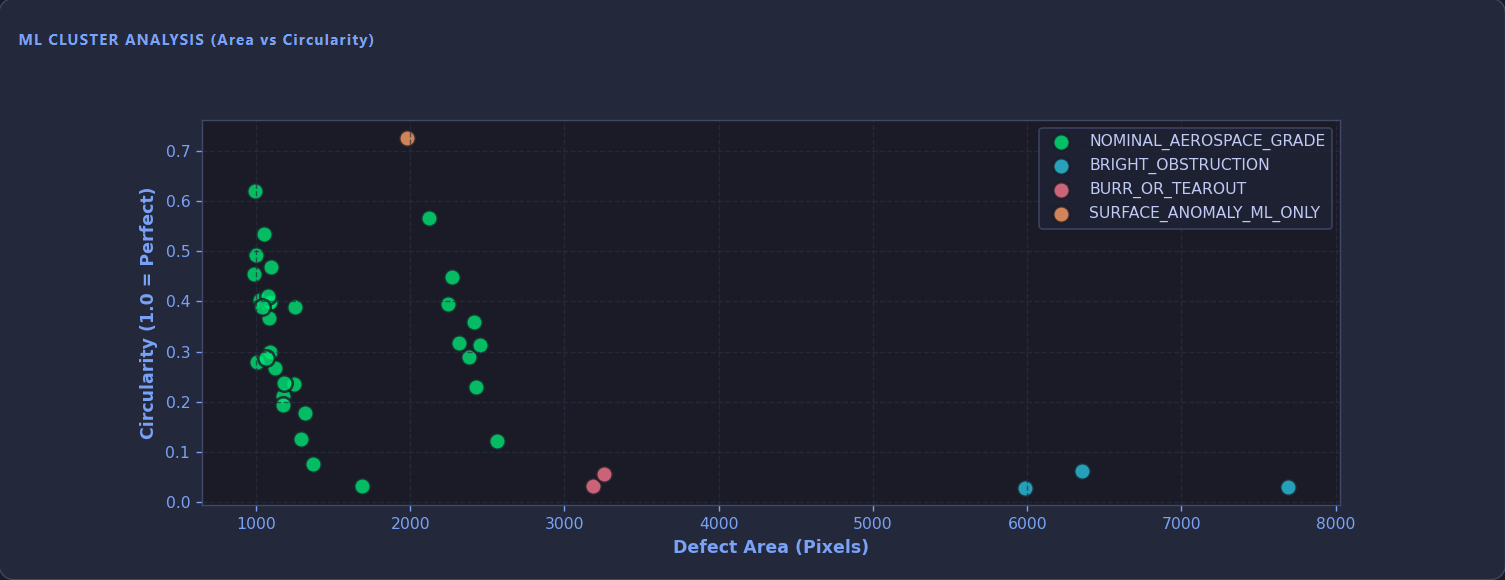 ML CLUSTER ANALYSIS (Area vs Circularity)
NOMINAL_AEROSPACE_GRADE
BRIGHT_OBSTRUCTION
BURR_OR_TEAROUT
SURFACE_ANOMALY_ML_ONLY
Circularity (1.0 = Perfect)
0.7
0.6
0.5
0.4
0.3
0.2
0.1
0.0
1000 2000 3000 4000 5000 6000 7000 8000
Defect Area (Pixels)